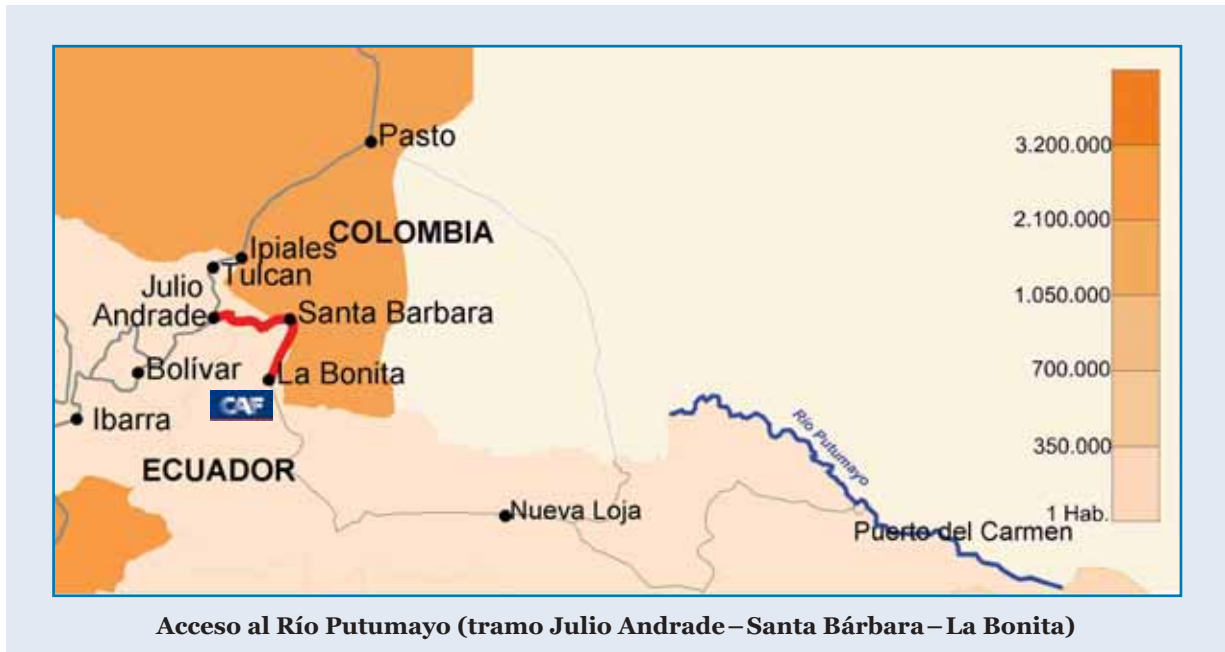 Pasto
3.200.000
2.100.000
COLOMBIA
Ipiales
Tulcan
Julio
Andrade
1.050.000
Santa Barbara
Bolívar
La Bonita
700.000
CAF
Ibarra
Río Putumayo
350.000
ECUADOR
Nueva Loja
1 Hab.
Puerto del Carmen
Acceso al Río Putumayo (tramo Julio Andrade–Santa Bárbara–La Bonita)